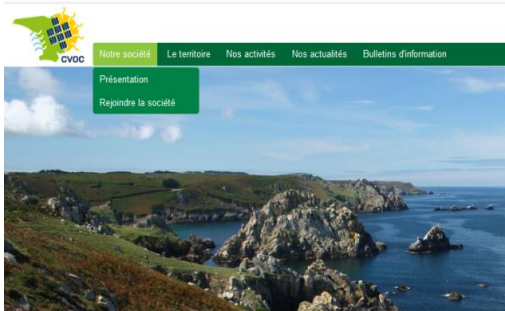 CVOC
Notre société Le territoire Nos activités Nos actualités Bulletins d'information
Présentation
Rejoindre la société